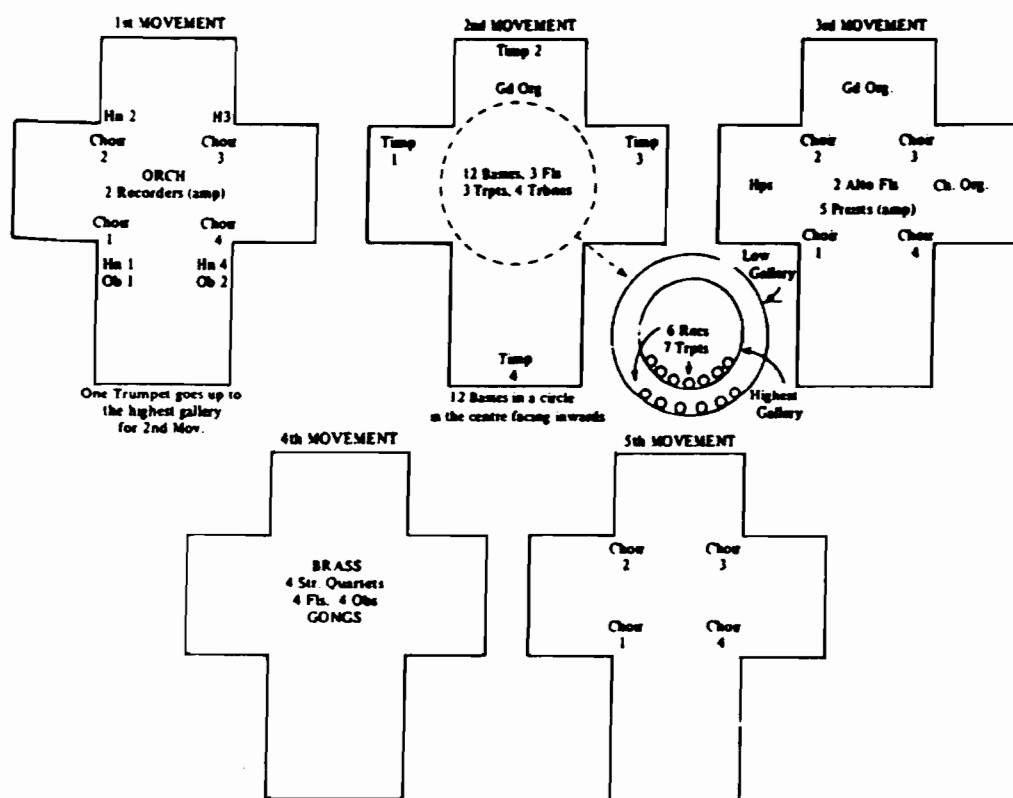 1st MOVEMENT
Hn 2
H3
Choir
2
Choir
3
ORCH
2 Recorders (amp)
Choir
1
Choir
4
Hn 1
Ob 1
Hn 4
Ob 2
One Trumpet goes up to
the highest gallery
for 2nd Mov.
2nd MOVEMENT
Timp 2
Gd Org
Timp
1
Timp
3
12 Basses, 3 Fls
3 Trpts, 4 Trbnes
Timp
4
12 Basses in a circle
in the centre facing inwards
Low
Gallery
6 Recs
7 Trpts
Highest
Gallery
3rd MOVEMENT
Gd Org.
Choir
2
Choir
3
Hps
2 Alto Fls
Ch. Org.
5 Priests (amp)
Choir
1
Choir
4
4th MOVEMENT
BRASS
4 Str. Quartets
4 Fls. 4 Obs
GONGS
5th MOVEMENT
Choir
2
Choir
3
Choir
1
Choir
4